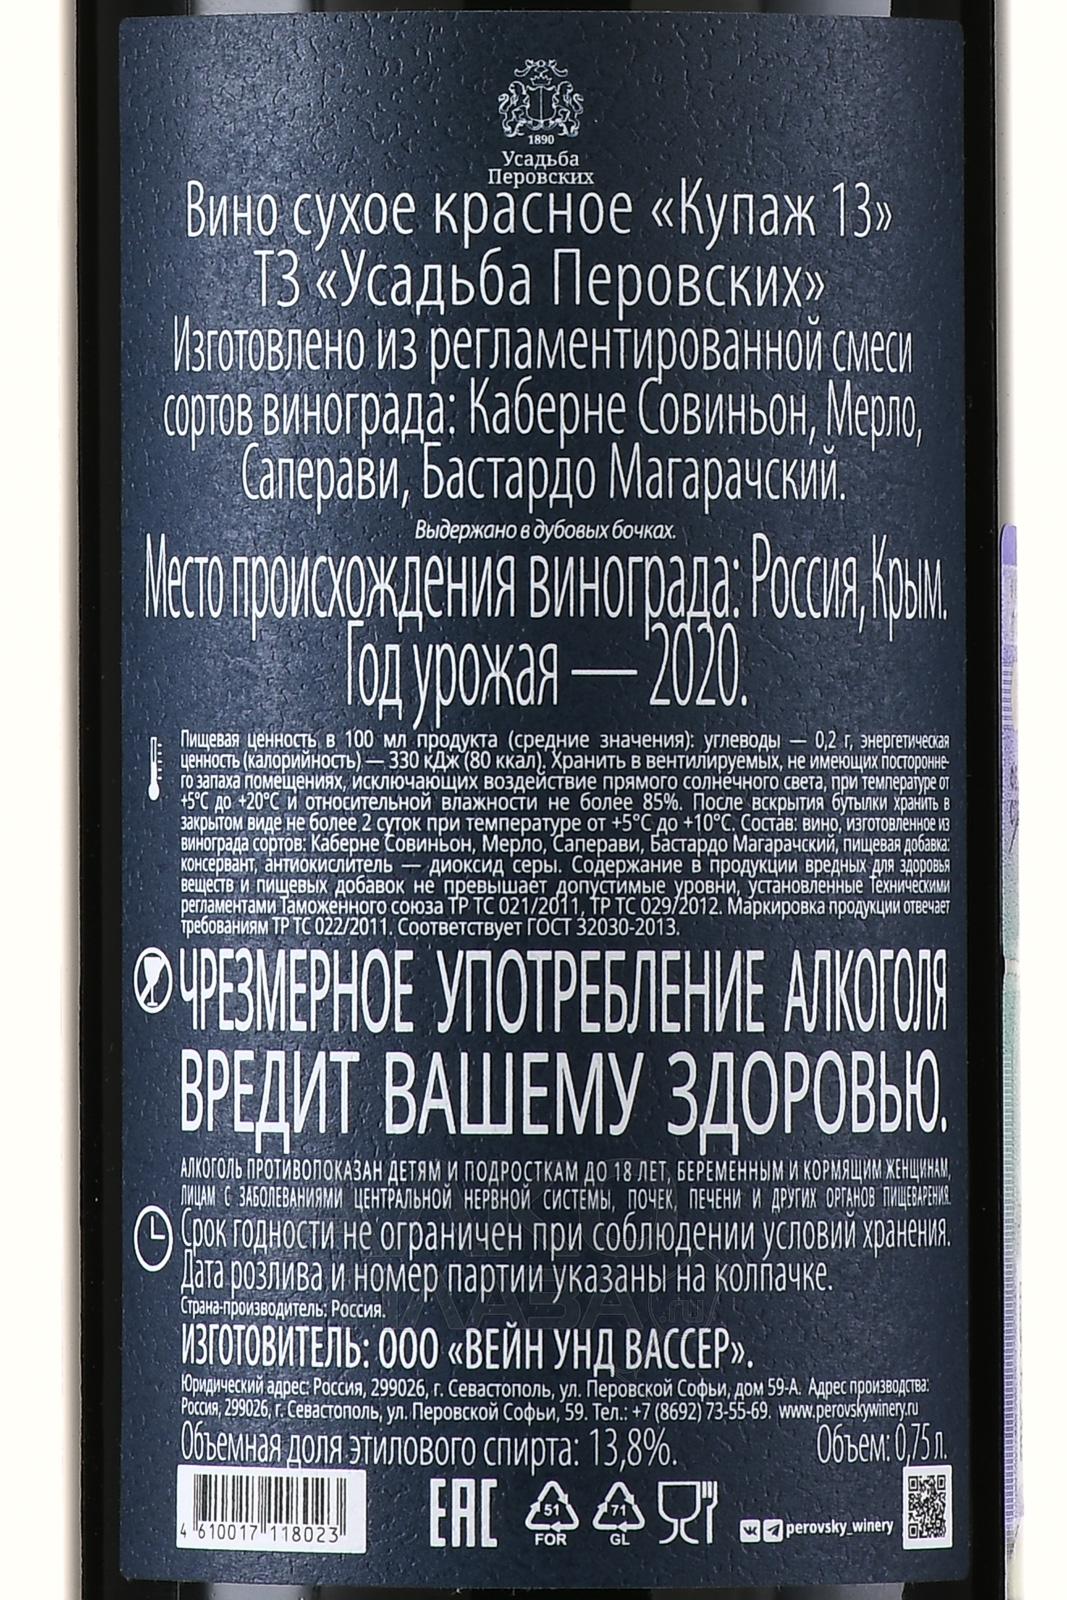 1890
Усадьба
Перовских
Вино сухое красное «Купаж 13»
ТЗ «Усадьба Перовских»
Изготовлено из регламентированной смеси
сортов винограда: Каберне Совиньон, Мерло,
Саперави, Бастардо Магарачский.
Выдержано в дубовых бочках.
Место происхождения винограда: Россия, Крым.
Год урожая — 2020.
Пищевая ценность в 100 мл продукта (средние значения): углеводы — 0,2 г, энергетическая
ценность (калорийность) — 330 кДж (80 ккал). Хранить в вентилируемых, не имеющих посторонне-
го запаха помещениях, исключающих воздействие прямого солнечного света, при температуре от
+5°С до +20°С и относительной влажности не более 85%. После вскрытия бутылки хранить в
закрытом виде не более 2 суток при температуре от +5°С до +10°С. Состав: вино, изготовленное из
винограда сортов: Каберне Совиньон, Мерло, Саперави, Бастардо Магарачский, пищевая добавка:
консервант, антиокислитель — диоксид серы. Содержание в продукции вредных для здоровья
веществ и пищевых добавок не превышает допустимые уровни, установленные Техническими
регламентами Таможенного союза ТР ТС 021/2011, ТР ТС 029/2012. Маркировка продукции отвечает
требованиям ТР ТС 022/2011. Соответствует ГОСТ 32030-2013.
ЧРЕЗМЕРНОЕ УПОТРЕБЛЕНИЕ АЛКОГОЛЯ
ВРЕДИТ ВАШЕМУ ЗДОРОВЬЮ.
АЛКОГОЛЬ ПРОТИВОПОКАЗАН ДЕТЯМ И ПОДРОСТКАМ ДО 18 ЛЕТ, БЕРЕМЕННЫМ И КОРМЯЩИМ ЖЕНЩИНАМ,
ЛИЦАМ С ЗАБОЛЕВАНИЯМИ ЦЕНТРАЛЬНОЙ НЕРВНОЙ СИСТЕМЫ, ПОЧЕК, ПЕЧЕНИ И ДРУГИХ ОРГАНОВ ПИЩЕВАРЕНИЯ.
Срок годности не ограничен при соблюдении условий хранения.
Дата розлива и номер партии указаны на колпачке.
Страна-производитель: Россия.
ИЗГОТОВИТЕЛЬ: ООО «ВЕЙН УНД ВАССЕР».
Юридический адрес: Россия, 299026, г. Севастополь, ул. Перовской Софьи, дом 59-А. Адрес производства:
Россия, 299026, г. Севастополь, ул. Перовской Софьи, 59. Тел.: +7 (8692) 73-55-69. www.perovskywinery.ru
Объемная доля этилового спирта: 13,8%. Объем: 0,75 л.
4 610017 118023
EAC
51
FOR
71
GL
perovsky_winery